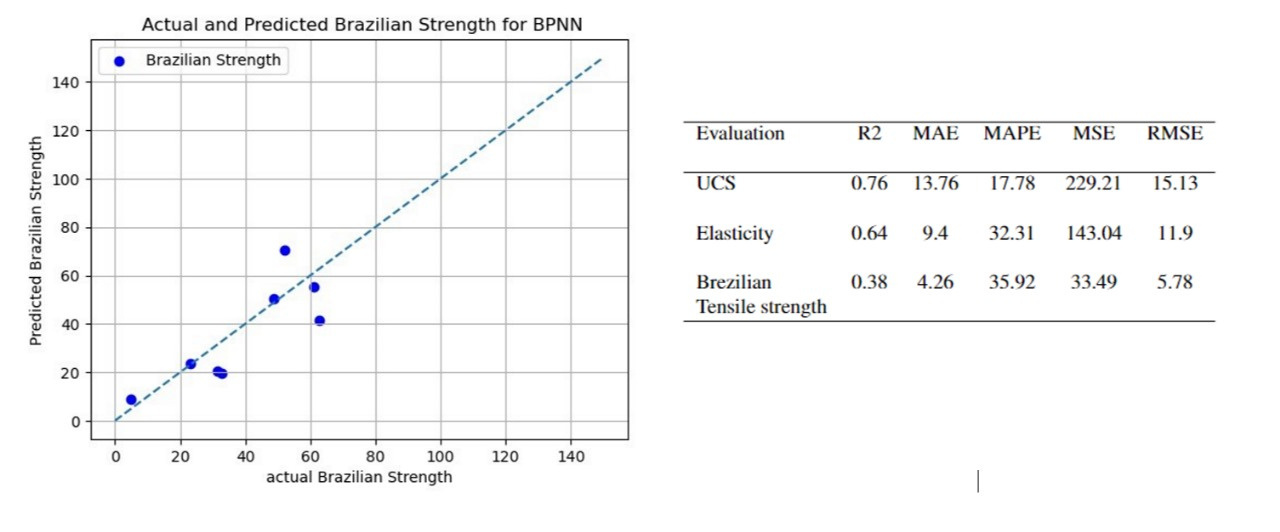 Actual and Predicted Brazilian Strength for BPNN
Brazilian Strength
140
120
100
80
60
40
20
0
Predicted Brazilian Strength
0 20 40 60 80 100 120 140
actual Brazilian Strength
Evaluation R2 MAE MAPE MSE RMSE
UCS 0.76 13.76 17.78 229.21 15.13
Elasticity 0.64 9.4 32.31 143.04 11.9
Brezilian 0.38 4.26 35.92 33.49 5.78
Tensile strength